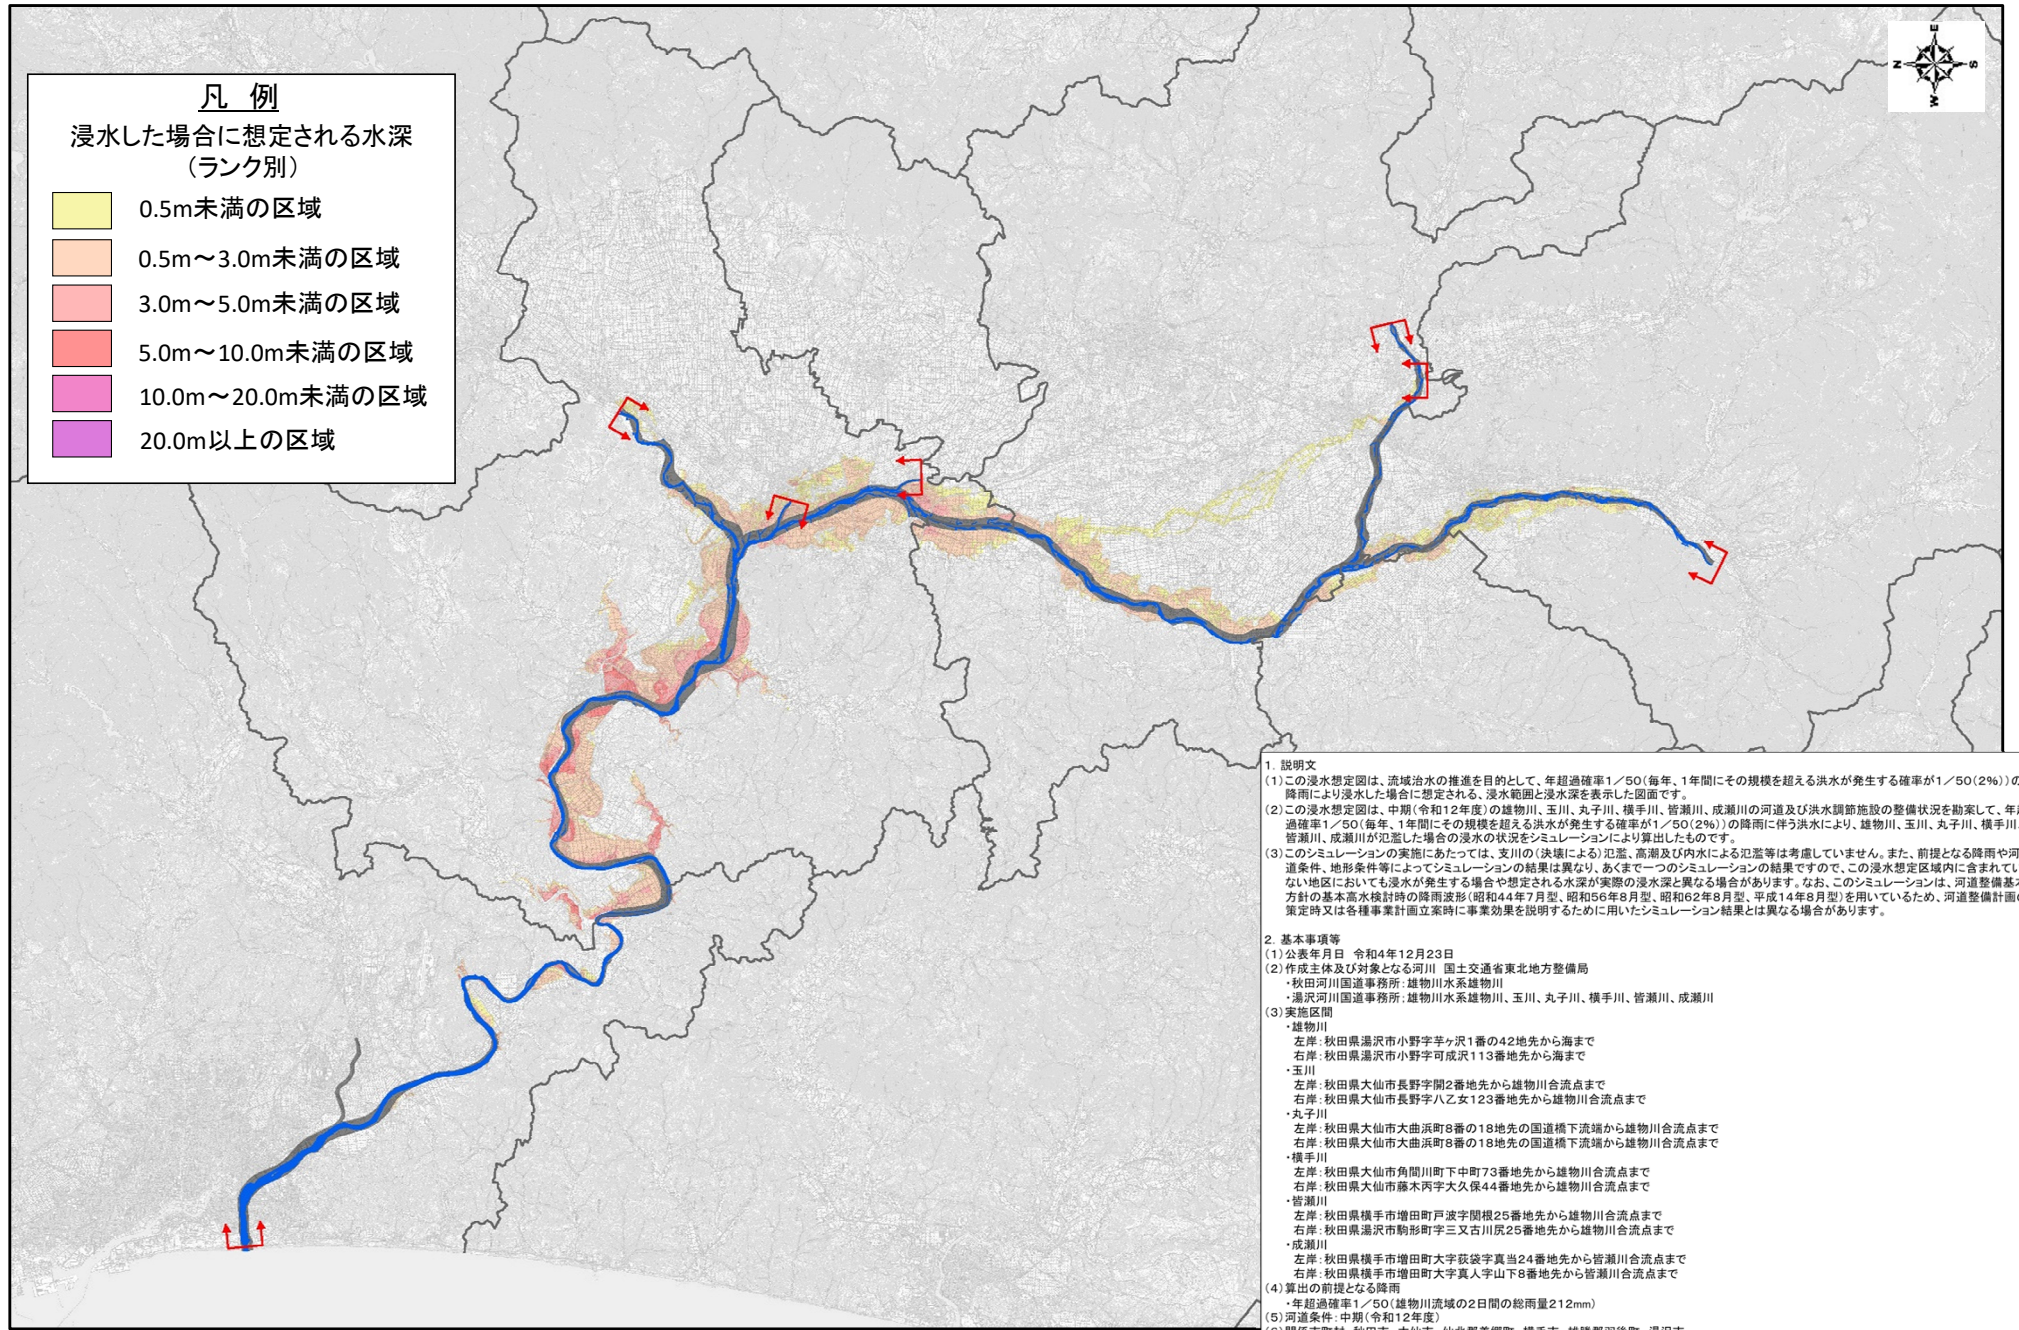 凡 例
浸水した場合に想定される水深
(ランク別)
0.5m未満の区域
0.5m～3.0m未満の区域
3.0m～5.0m未満の区域
5.0m～10.0m未満の区域
10.0m～20.0m未満の区域
20.0m以上の区域
E
N
S
W
1. 説明文
(1)この浸水想定図は、流域治水の推進を目的として、年超過確率1／50(毎年、1年間にその規模を超える洪水が発生する確率が1／50(2%))の
降雨により浸水した場合に想定される、浸水範囲と浸水深を表示した図面です。
(2)この浸水想定図は、中期(令和12年度)の雄物川、玉川、丸子川、横手川、皆瀬川、成瀬川の河道及び洪水調節施設の整備状況を勘案して、年
過確率1／50(毎年、1年間にその規模を超える洪水が発生する確率が1／50(2%))の降雨に伴う洪水により、雄物川、玉川、丸子川、横手川、
皆瀬川、成瀬川が氾濫した場合の浸水の状況をシミュレーションにより算出したものです。
(3)このシミュレーションの実施にあたっては、支川の(決壊による)氾濫、高潮及び内水による氾濫等は考慮していません。また、前提となる降雨や河
道条件、地形条件等によってシミュレーションの結果は異なり、あくまで一つのシミュレーションの結果ですので、この浸水想定区域内に含まれてい
ない地区においても浸水が発生する場合や想定される水深が実際の浸水深と異なる場合があります。なお、このシミュレーションは、河道整備基
方針の基本高水検討時の降雨波形(昭和44年7月型、昭和56年8月型、昭和62年8月型、平成14年8月型)を用いているため、河道整備計画
策定時又は各種事業計画立案時に事業効果を説明するために用いたシミュレーション結果とは異なる場合があります。
2. 基本事項等
(1)公表年月日 令和4年12月23日
(2)作成主体及び対象となる河川 国土交通省東北地方整備局
・秋田河川国道事務所:雄物川水系雄物川
・湯沢河川国道事務所:雄物川水系雄物川、玉川、丸子川、横手川、皆瀬川、成瀬川
(3)実施区間
・雄物川
左岸:秋田県湯沢市小野字芋ヶ沢1番の42地先から海まで
右岸:秋田県湯沢市小野字可成沢113番地先から海まで
・玉川
左岸:秋田県大仙市長野字開2番地先から雄物川合流点まで
右岸:秋田県大仙市長野字八乙女123番地先から雄物川合流点まで
・丸子川
左岸:秋田県大仙市大曲浜町8番の18地先の国道橋下流端から雄物川合流点まで
右岸:秋田県大仙市大曲浜町8番の18地先の国道橋下流端から雄物川合流点まで
・横手川
左岸:秋田県大仙市角間川町下中町73番地先から雄物川合流点まで
右岸:秋田県大仙市藤木丙字大久保44番地先から雄物川合流点まで
・皆瀬川
左岸:秋田県横手市増田町戸波字関根25番地先から雄物川合流点まで
右岸:秋田県湯沢市駒形町字三又古川尻25番地先から雄物川合流点まで
・成瀬川
左岸:秋田県横手市増田町大字荻袋字真当24番地先から皆瀬川合流点まで
右岸:秋田県横手市増田町大字真人字山下8番地先から皆瀬川合流点まで
(4)算出の前提となる降雨
・年超過確率1／50(雄物川流域の2日間の総雨量212mm)
(5)河道条件:中期(令和12年度)